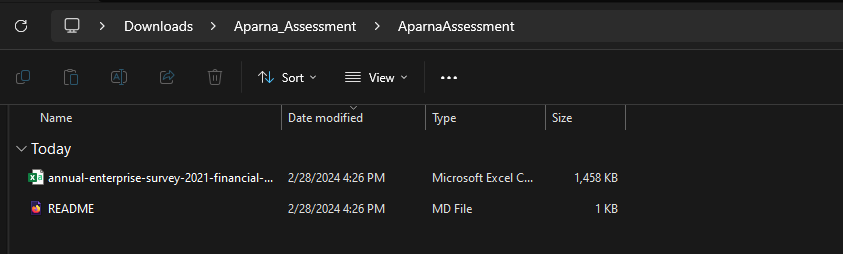 Downloads > Aparna_Assessment > AparnaAssessment
Sort View ...
Name Date modified Type Size
Today
annual-enterprise-survey-2021-financial-... 2/28/2024 4:26 PM Microsoft Excel C... 1,458 KB
README 2/28/2024 4:26 PM MD File 1 KB